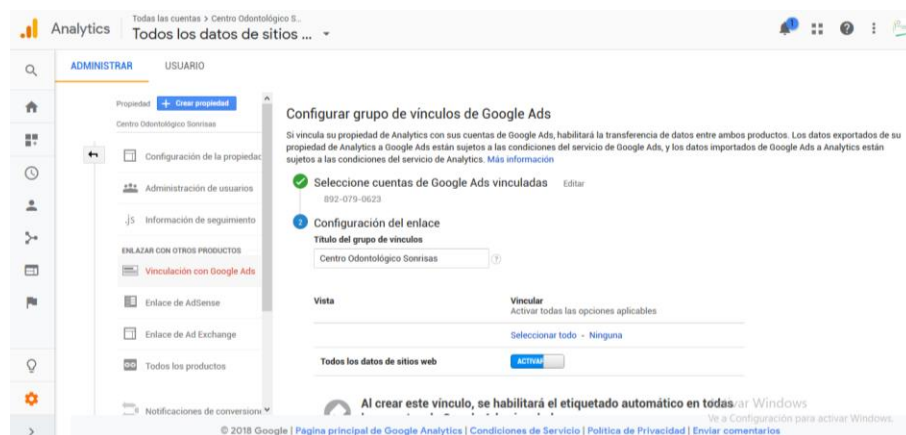 Analytics
Todas las cuentas > Centro Odontológico S...
Todos los datos de sitios ...
ADMINISTRAR
USUARIO
Propiedad
+ Crear propiedad
Centro Odontológico Sonrisas
Configuración de la propiedad
Administración de usuarios
.js Información de seguimiento
ENLAZAR CON OTROS PRODUCTOS
Vinculación con Google Ads
Enlace de AdSense
Enlace de Ad Exchange
Todos los productos
Notificaciones de conversione
Configurar grupo de vínculos de Google Ads
Si vincula su propiedad de Analytics con sus cuentas de Google Ads, habilitará la transferencia de datos entre ambos productos. Los datos exportados de su
propiedad de Analytics a Google Ads están sujetos a las condiciones del servicio de Google Ads, y los datos importados de Google Ads a Analytics están
sujetos a las condiciones del servicio de Analytics. Más información
Seleccione cuentas de Google Ads vinculadas Editar
892-079-0623
2 Configuración del enlace
Título del grupo de vínculos
Centro Odontológico Sonrisas
Vista
Vincular
Activar todas las opciones aplicables
Seleccionar todo - Ninguna
Todos los datos de sitios web
ACTIVAR
Al crear este vínculo, se habilitará el etiquetado automático en todas
Activar Windows
Ve a Configuración para activar Windows.
© 2018 Google | Página principal de Google Analytics | Condiciones de Servicio | Política de Privacidad | Enviar comentarios